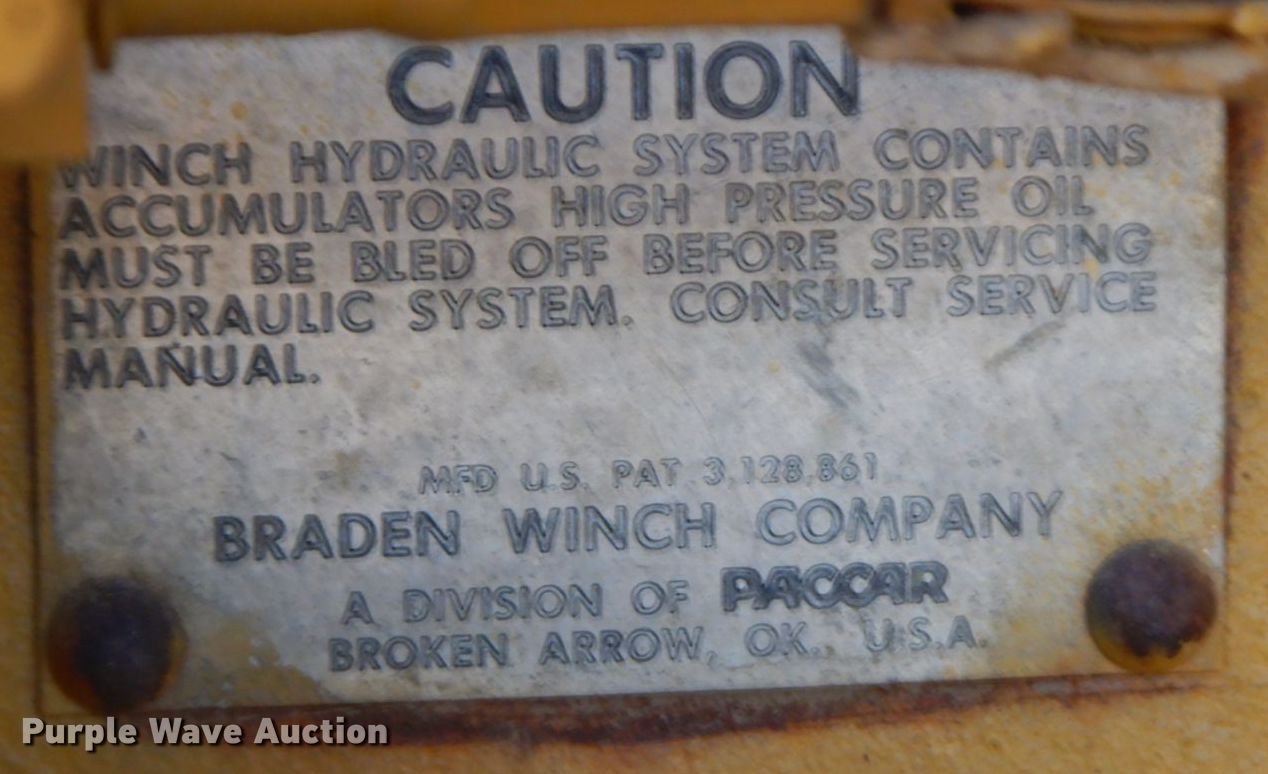 CAUTION
WINCH HYDRAULIC SYSTEM CONTAINS
ACCUMULATORS HIGH PRESSURE OIL
MUST BE BLED OFF BEFORE SERVICING
HYDRAULIC SYSTEM. CONSULT SERVICE
MANUAL.
MFD U.S. PAT 3,128,861
BRADEN WINCH COMPANY
A DIVISION OF PACCAR
BROKEN ARROW, OK. U.S.A.
Purple Wave Auction